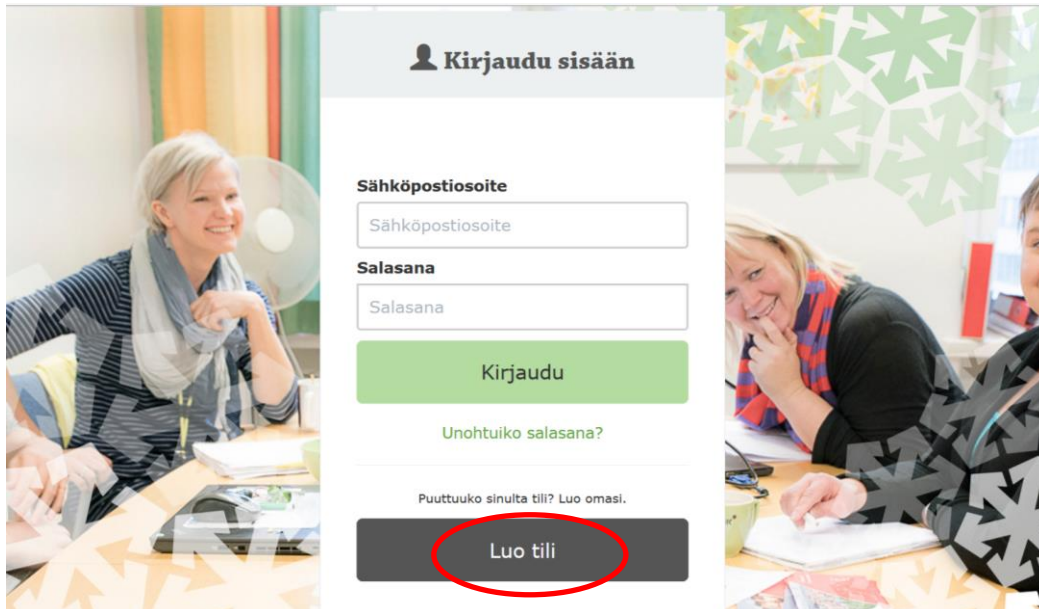 Kirjaudu sisään
Sähköpostiosoite
Sähköpostiosoite
Salasana
Salasana
Kirjaudu
Unohtuiko salasana?
Puuttuuko sinulta tili? Luo omasi.
Luo tili